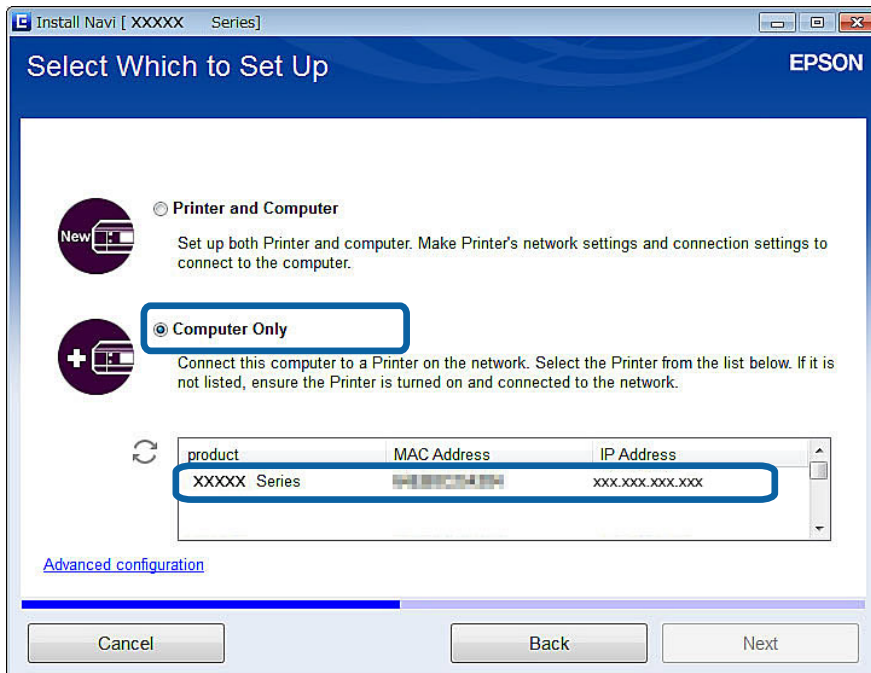 Install Navi [ XXXXX Series]
Select Which to Set Up
EPSON
Printer and Computer
New
Set up both Printer and computer. Make Printer's network settings and connection settings to
connect to the computer.
Computer Only
Connect this computer to a Printer on the network. Select the Printer from the list below. If it is
not listed, ensure the Printer is turned on and connected to the network.
product MAC Address IP Address
XXXXX Series xxx.xxx.xxx.xxx
Advanced configuration
Cancel Back Next